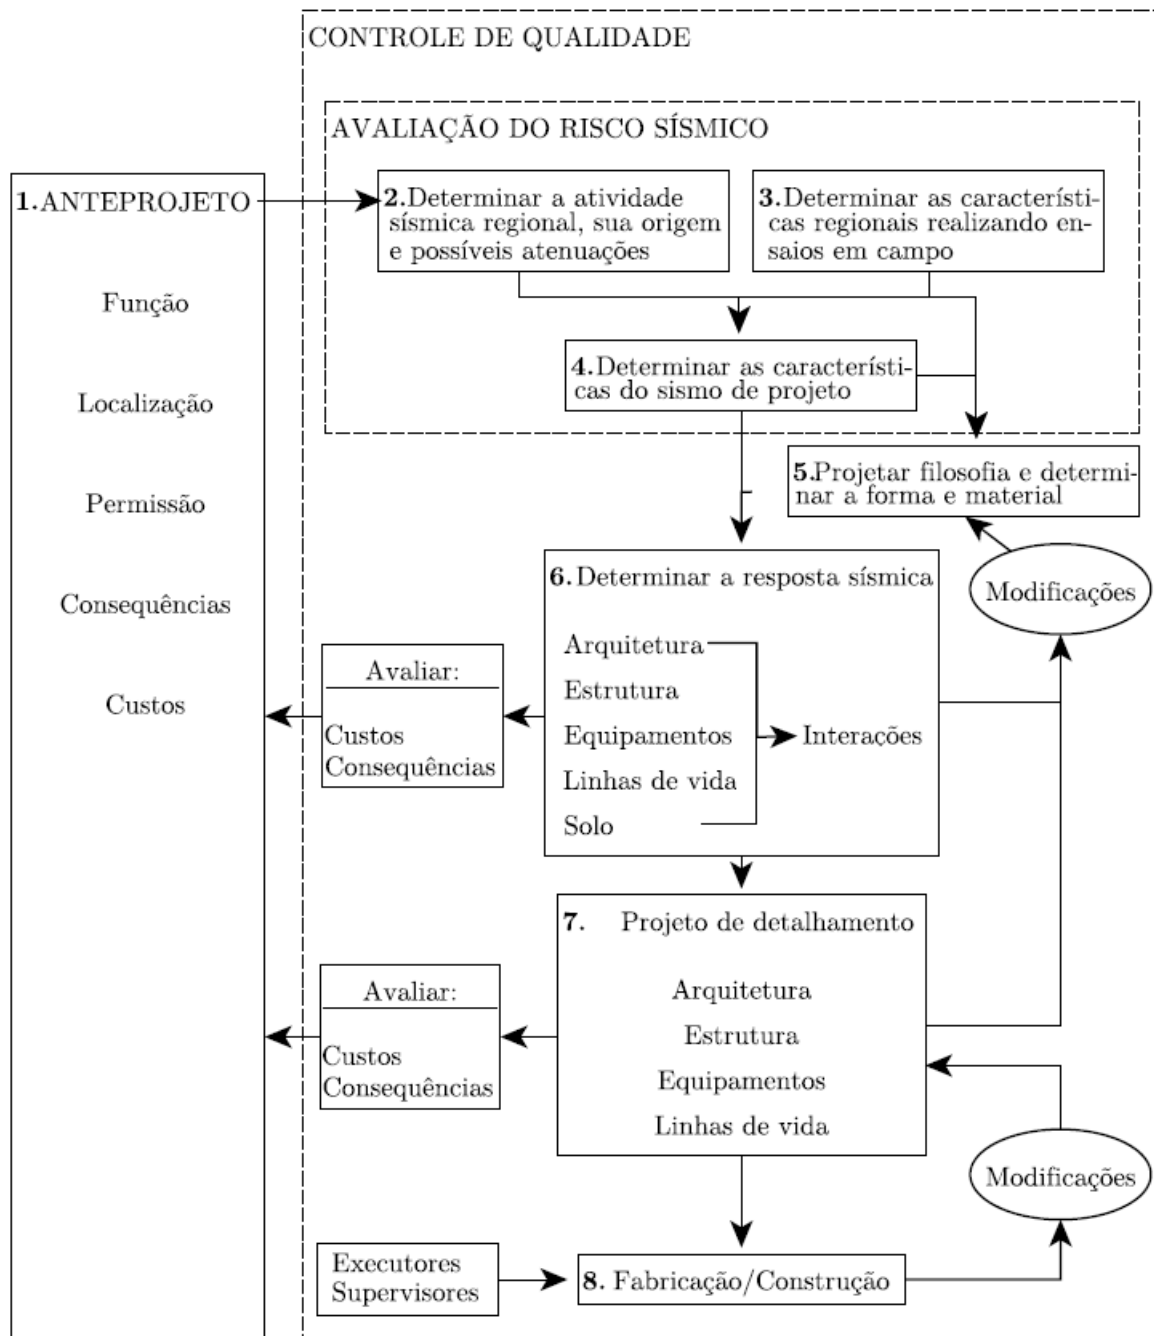 CONTROLE DE QUALIDADE
AVALIAÇÃO DO RISCO SÍSMICO
1.ANTEPROJETO
Função
Localização
Permissão
Consequências
Custos
2.Determinar a atividade
sísmica regional, sua origem
e possíveis atenuações
3.Determinar as característi-
cas regionais realizando en-
saios em campo
4.Determinar as característi-
cas do sismo de projeto
5.Projetar filosofia e determi-
nar a forma e material
Modificações
6.Determinar a resposta sísmica
Arquitetura
Estrutura
Equipamentos
Linhas de vida
Solo
Interações
Avaliar:
Custos
Consequências
7. Projeto de detalhamento
Arquitetura
Estrutura
Equipamentos
Linhas de vida
Avaliar:
Custos
Consequências
Modificações
Executores
Supervisores
8. Fabricação/Construção